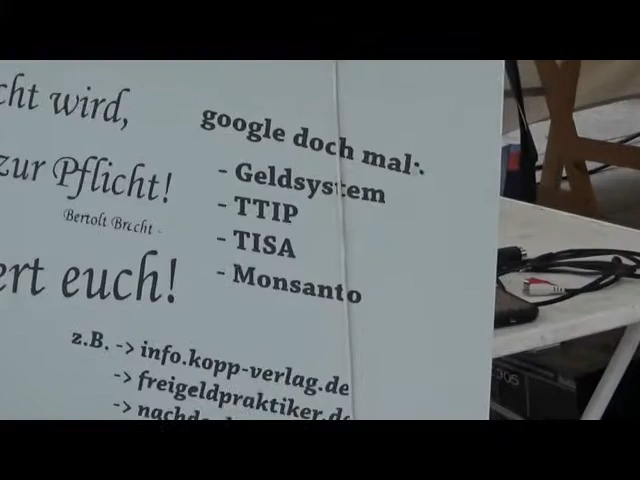 cht wird,
zur Pflicht!
Bertolt Brecht -
ert euch!
google doch mal:
- Geldsystem
- TTIP
- TISA
- Monsanto
z.B. -> info.kopp-verlag.de
-> freigeldpraktiker.de
->
305